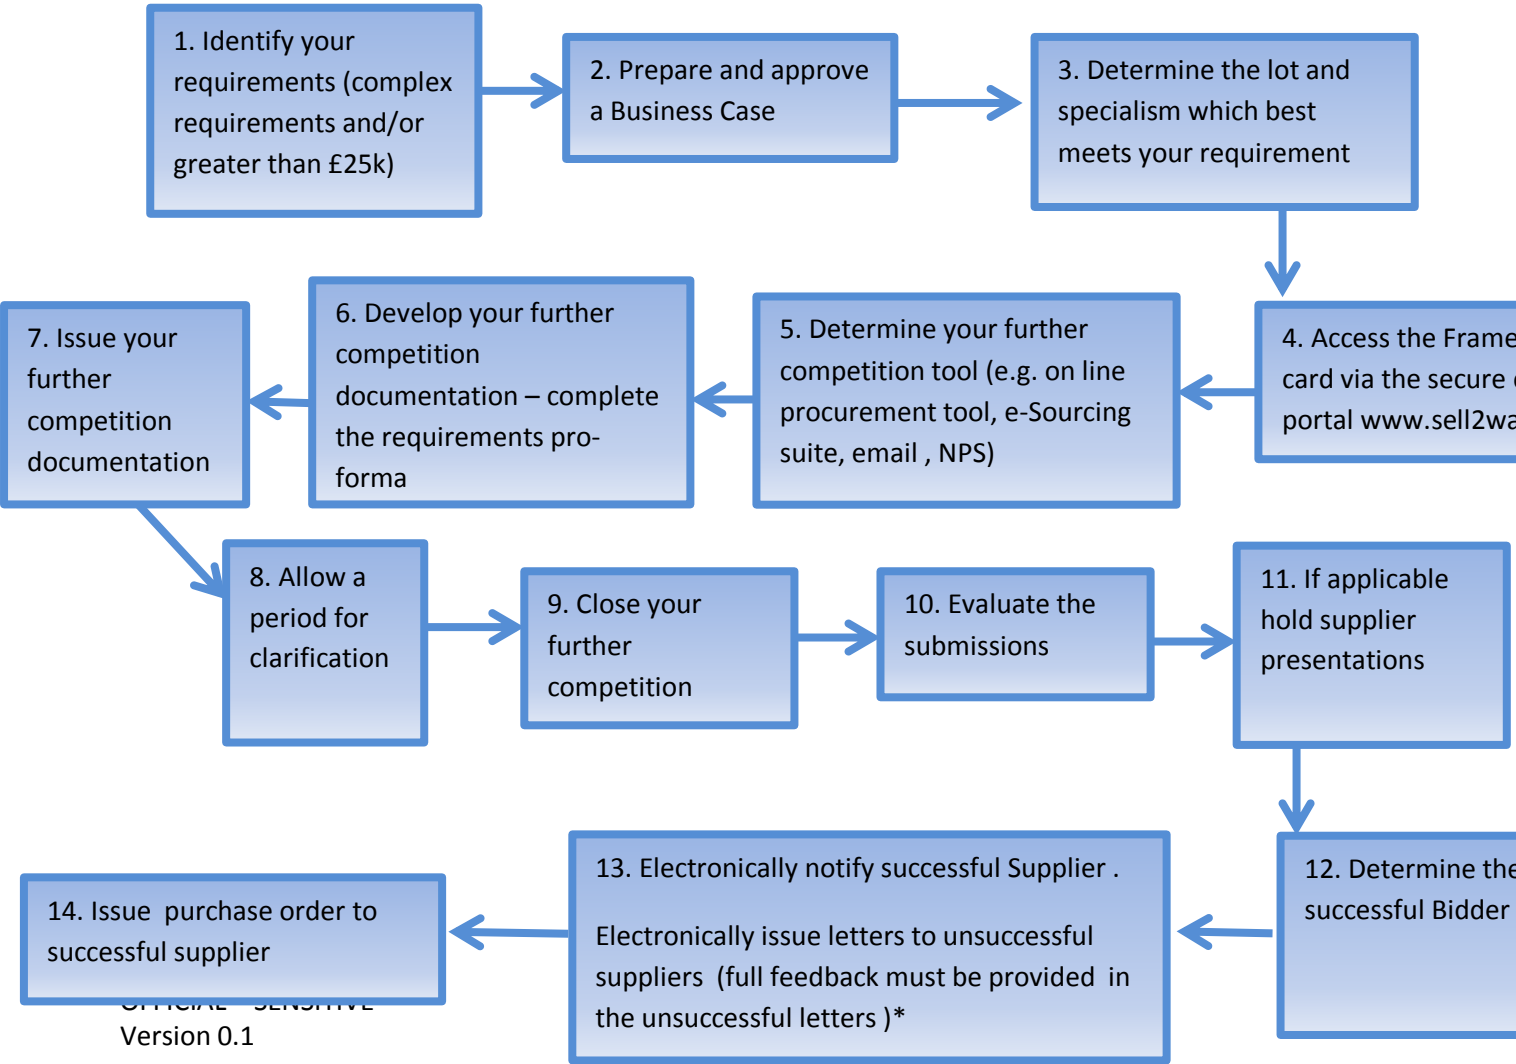 1. Identify your
requirements (complex
requirements and/or
greater than £25k)
2. Prepare and approve
a Business Case
3. Determine the lot and
specialism which best
meets your requirement
4. Access the Frame
card via the secure
portal www.sell2wa
5. Determine your further
competition tool (e.g. on line
procurement tool, e-Sourcing
suite, email , NPS)
6. Develop your further
competition
documentation – complete
the requirements pro-
forma
7. Issue your
further
competition
documentation
8. Allow a
period for
clarification
9. Close your
further
competition
10. Evaluate the
submissions
11. If applicable
hold supplier
presentations
12. Determine the
successful Bidder
13. Electronically notify successful Supplier .
Electronically issue letters to unsuccessful
suppliers (full feedback must be provided in
the unsuccessful letters )*
14. Issue purchase order to
successful supplier
OFFICIAL SENSITIVE
Version 0.1